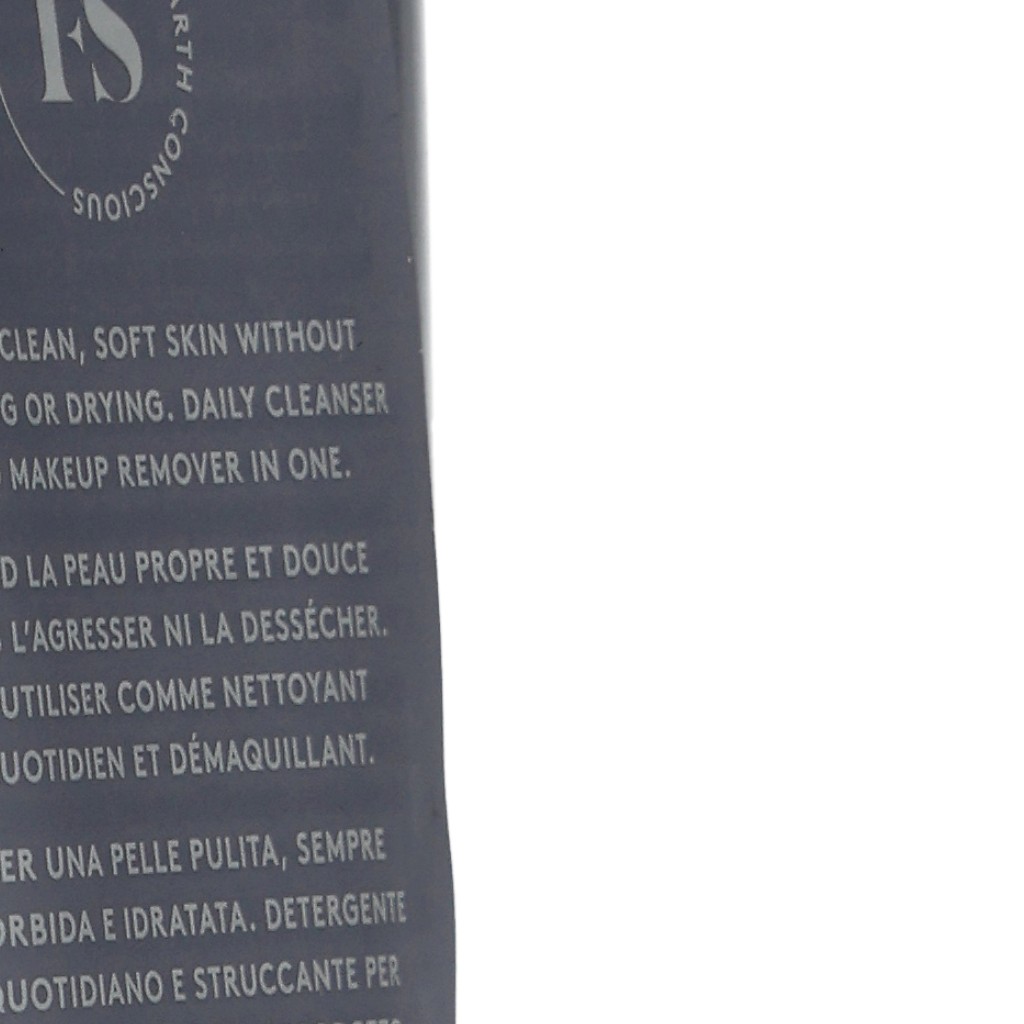 FS
EARTH CONSCIOUS
CLEAN, SOFT SKIN WITHOUT
G OR DRYING. DAILY CLEANSER
MAKEUP REMOVER IN ONE.
D LA PEAU PROPRE ET DOUCE
L'AGRESSER NI LA DESSÉCHER.
UTILISER COMME NETTOYANT
UOTIDIEN ET DÉMAQUILLANT.
ER UNA PELLE PULITA, SEMPRE
ORBIDA E IDRATATA. DETERGENTE
QUOTIDIANO E STRUCCANTE PER